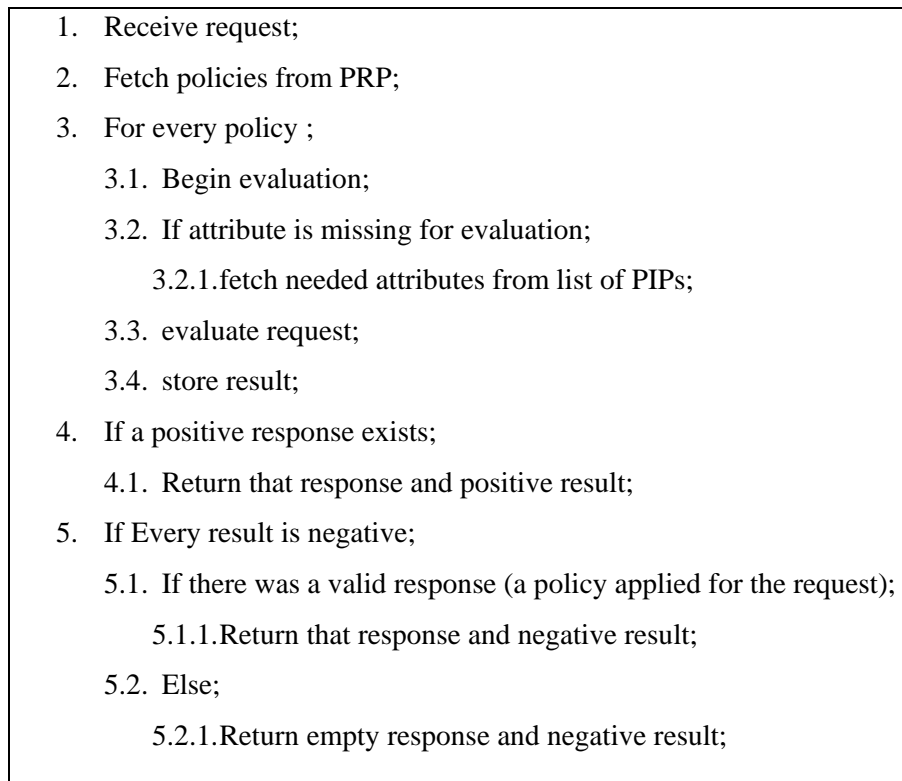 1. Receive request;
2. Fetch policies from PRP;
3. For every policy ;
3.1. Begin evaluation;
3.2. If attribute is missing for evaluation;
3.2.1.fetch needed attributes from list of PIPs;
3.3. evaluate request;
3.4. store result;
4. If a positive response exists;
4.1. Return that response and positive result;
5. If Every result is negative;
5.1. If there was a valid response (a policy applied for the request);
5.1.1.Return that response and negative result;
5.2. Else;
5.2.1.Return empty response and negative result;